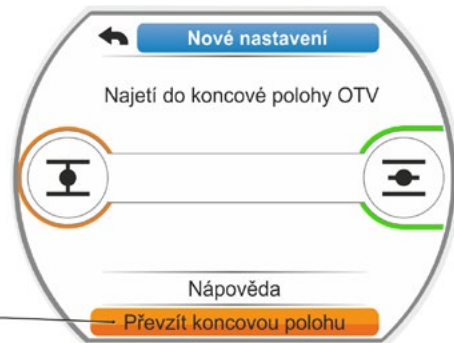 Nové nastavení
Najetí do koncové polohy OTV
Nápověda
Převzít koncovou polohu